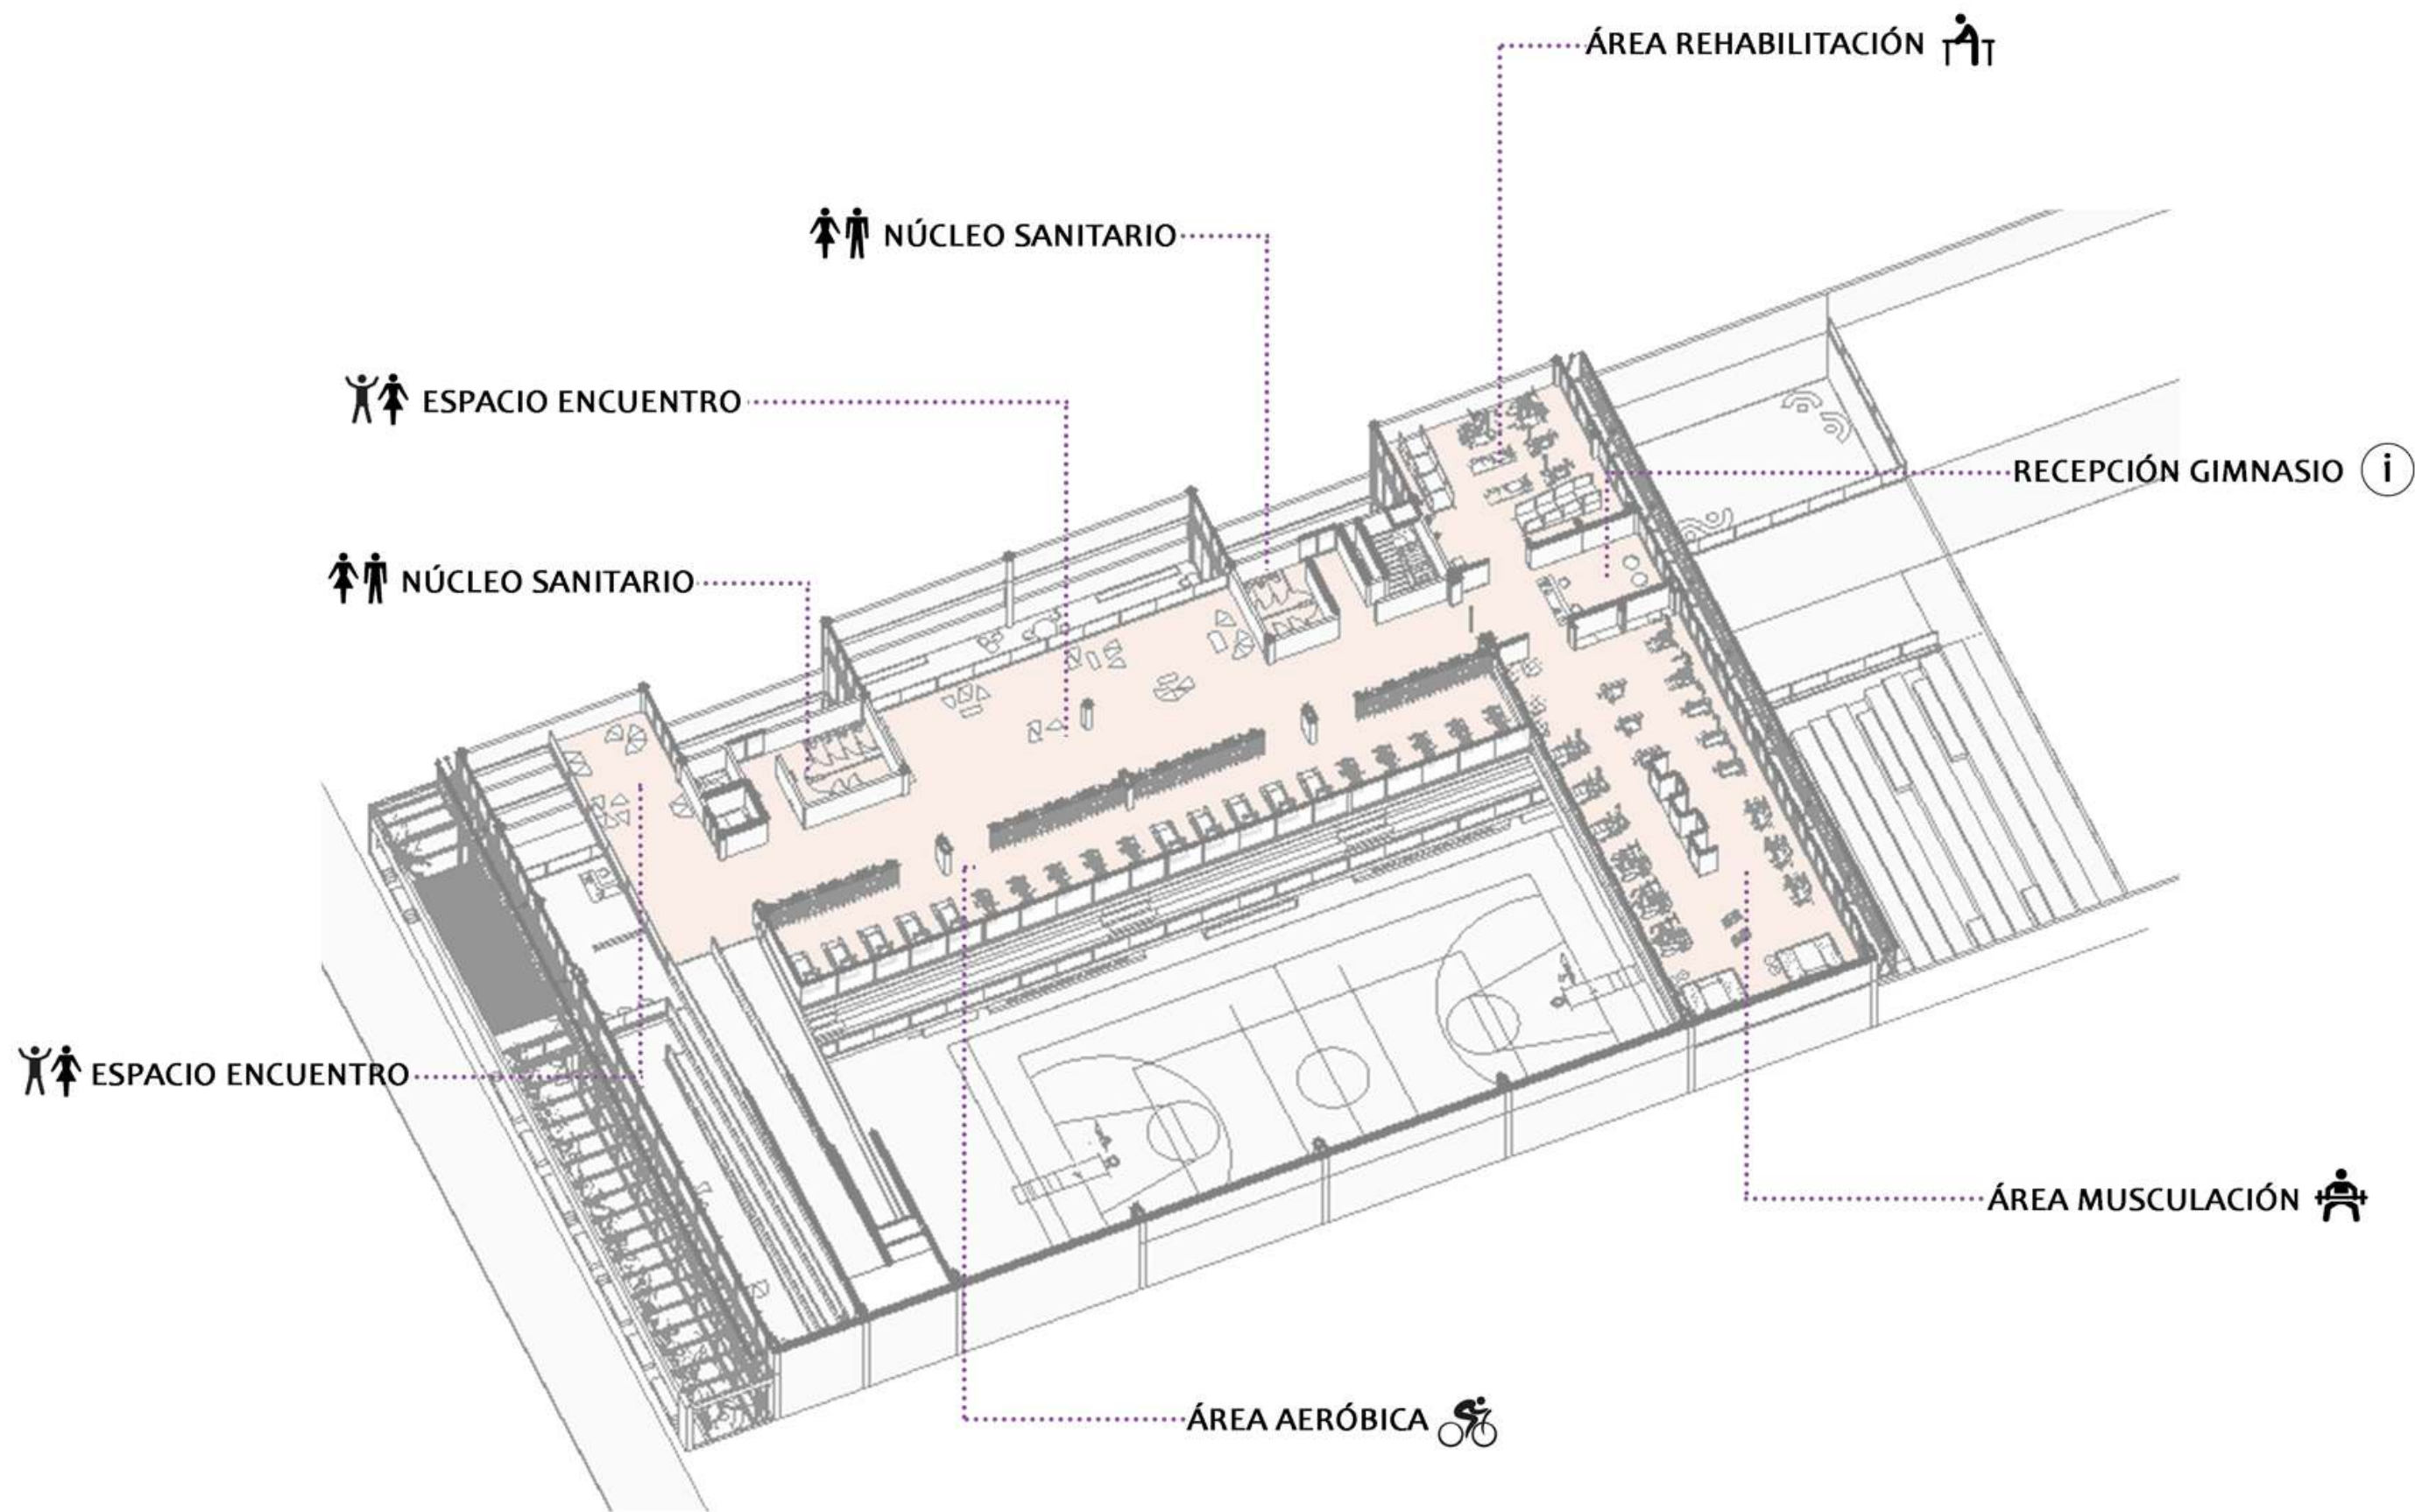 ÁREA REHABILITACIÓN
NÚCLEO SANITARIO
ESPACIO ENCUENTRO
RECEPCIÓN GIMNASIO i
NÚCLEO SANITARIO
ESPACIO ENCUENTRO
ÁREA MUSCULACIÓN
ÁREA AERÓBICA